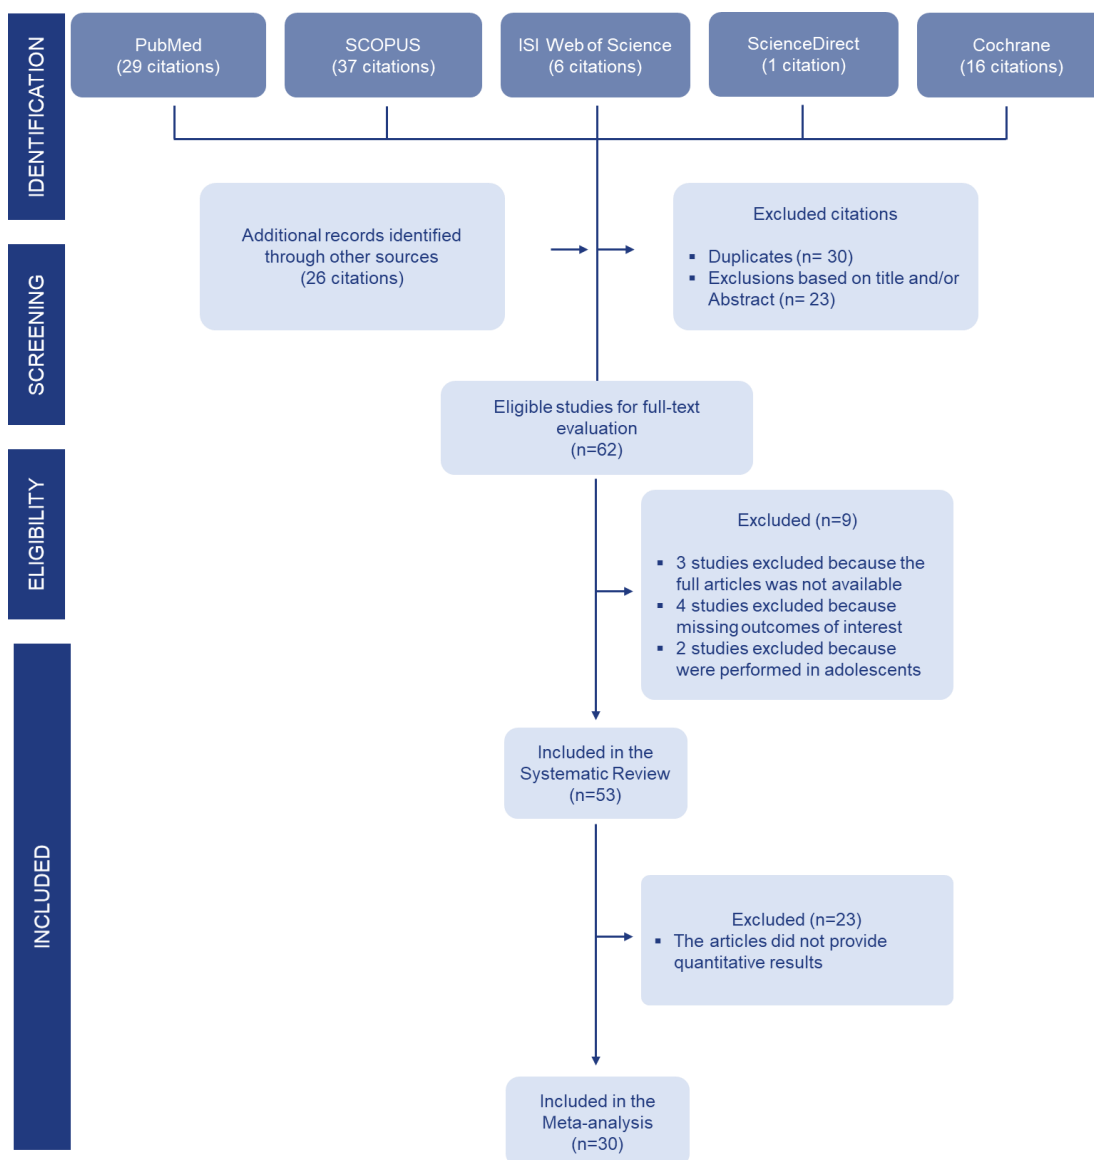 IDENTIFICATION
PubMed
(29 citations)
SCOPUS
(37 citations)
ISI Web of Science
(6 citations)
ScienceDirect
(1 citation)
Cochrane
(16 citations)
Additional records identified
through other sources
(26 citations)
Excluded citations
▪ Duplicates (n= 30)
▪ Exclusions based on title and/or
Abstract (n= 23)
SCREENING
Eligible studies for full-text
evaluation
(n=62)
ELIGIBILITY
Excluded (n=9)
▪ 3 studies excluded because the
full articles was not available
▪ 4 studies excluded because
missing outcomes of interest
▪ 2 studies excluded because
were performed in adolescents
INCLUDED
Included in the
Systematic Review
(n=53)
Excluded (n=23)
▪ The articles did not provide
quantitative results
Included in the
Meta-analysis
(n=30)